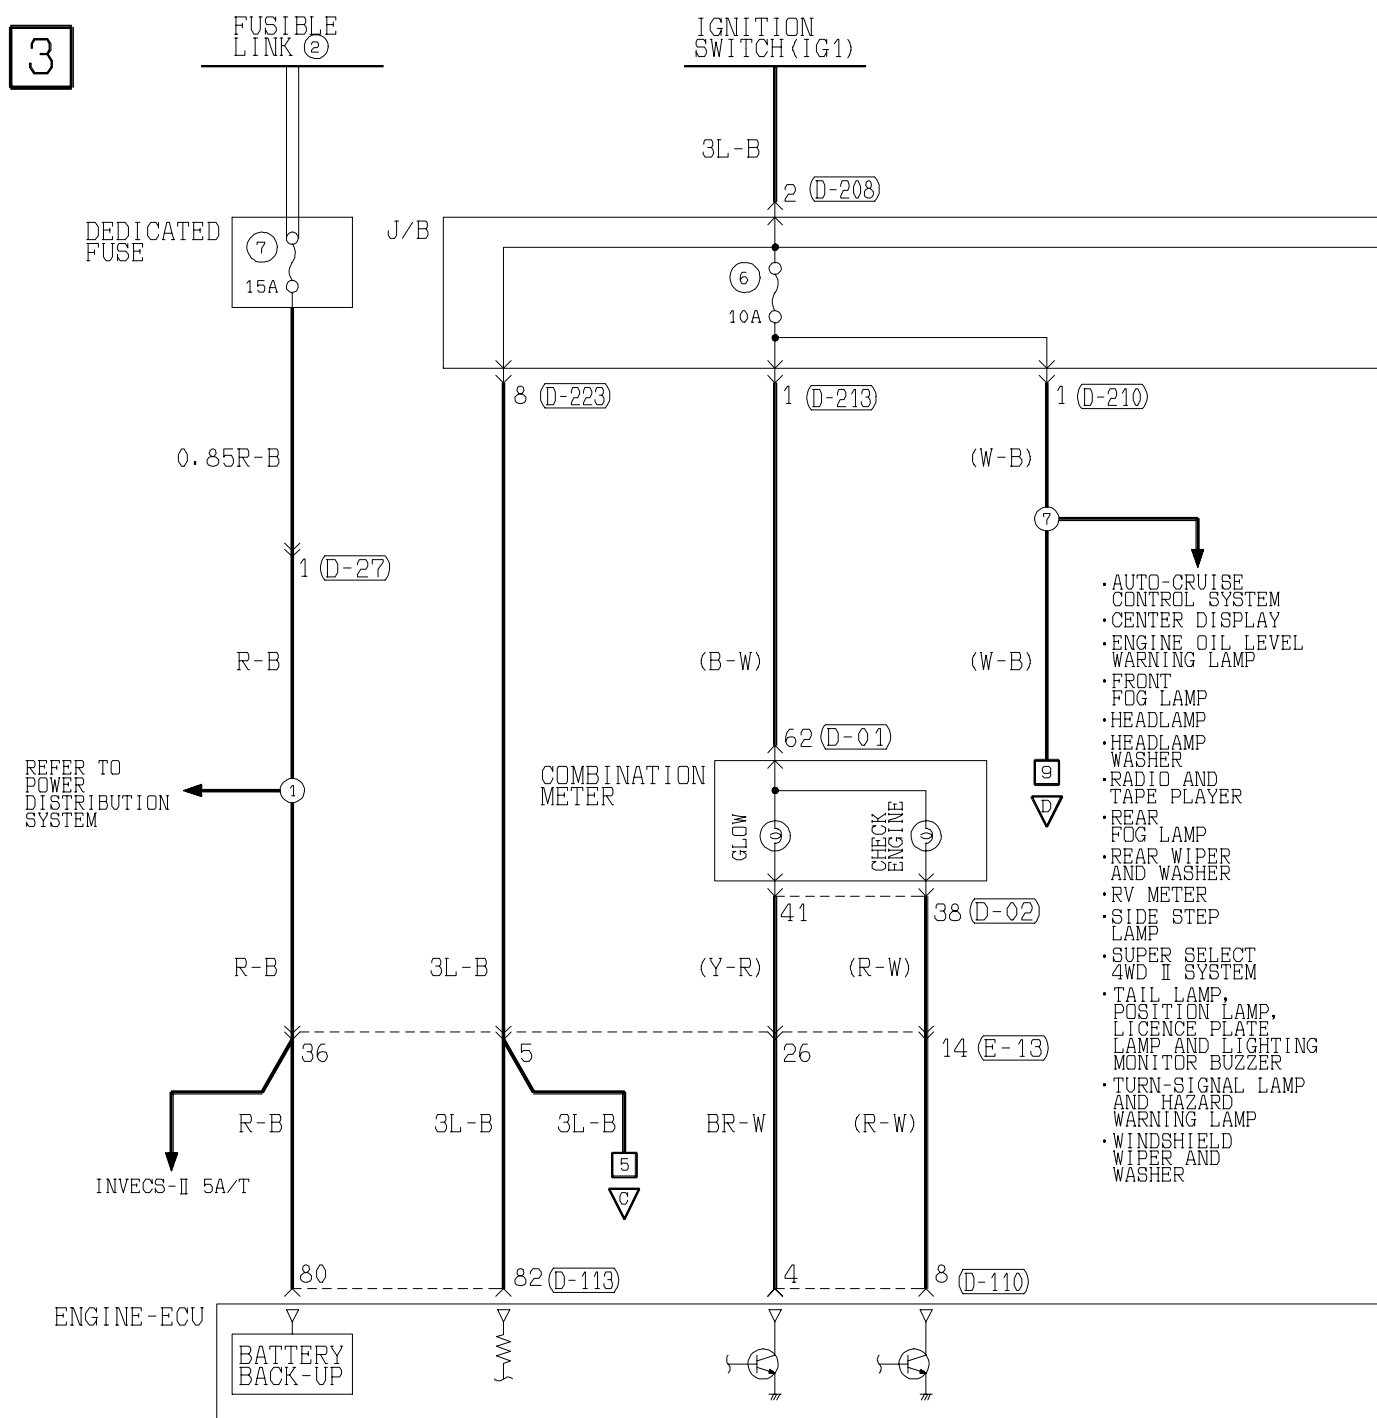 3
FUSIBLE
LINK ②
IGNITION
SWITCH(IG1)
3L-B
2 (D-208)
DEDICATED
FUSE
7
15A
J/B
6
10A
8 (D-223)
1 (D-213)
1 (D-210)
0.85R-B
(W-B)
7
1 (D-27)
R-B
(B-W)
(W-B)
·AUTO-CRUISE
CONTROL SYSTEM
·CENTER DISPLAY
·ENGINE OIL LEVEL
WARNING LAMP
·FRONT
FOG LAMP
·HEADLAMP
·HEADLAMP
WASHER
·RADIO AND
TAPE PLAYER
·REAR
FOG LAMP
·REAR WIPER
AND WASHER
·RV METER
·SIDE STEP
LAMP
·SUPER SELECT
4WD Ⅱ SYSTEM
·TAIL LAMP,
POSITION LAMP,
LICENCE PLATE
LAMP AND LIGHTING
MONITOR BUZZER
·TURN-SIGNAL LAMP
AND HAZARD
WARNING LAMP
·WINDSHIELD
WIPER AND
WASHER
62 (D-01)
9
D
REFER TO
POWER
DISTRIBUTION
SYSTEM
1
COMBINATION
METER
GLOW
CHECK
ENGINE
41
38 (D-02)
R-B
3L-B
(Y-R)
(R-W)
36
5
26
14 (E-13)
R-B
3L-B
3L-B
BR-W
(R-W)
5
C
INVECS-Ⅱ 5A/T
80
82 (D-113)
4
8 (D-110)
ENGINE-ECU
BATTERY
BACK-UP